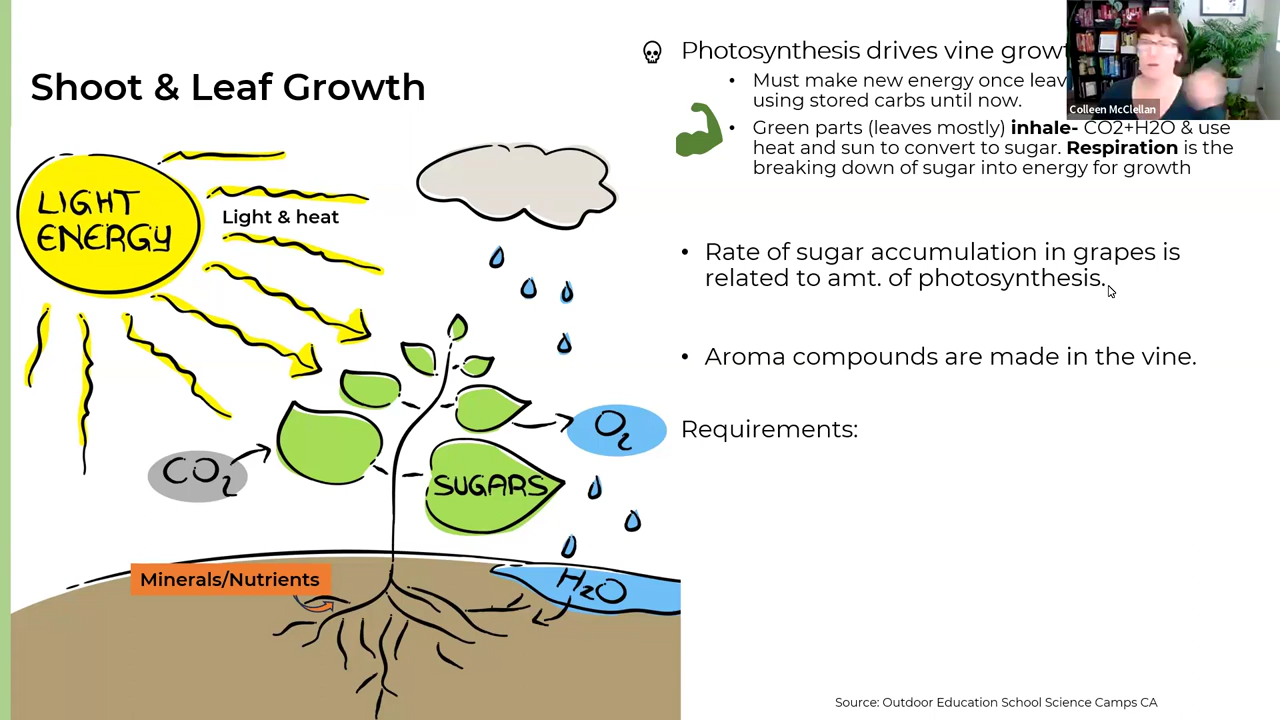 Shoot & Leaf Growth
Photosynthesis drives vine
• Must make new energy once
using stored carbs until now.
• Green parts (leaves mostly) inhale- CO2+H2O & use
heat and sun to convert to sugar. Respiration is the
breaking down of sugar into energy for growth
• Rate of sugar accumulation in grapes is
related to amt. of photosynthesis.
• Aroma compounds are made in the vine.
Requirements:
Colleen McClellan
LIGHT
ENERGY
Light & heat
CO2
O2
SUGARS
Minerals/Nutrients
H2O
Source: Outdoor Education School Science Camps CA